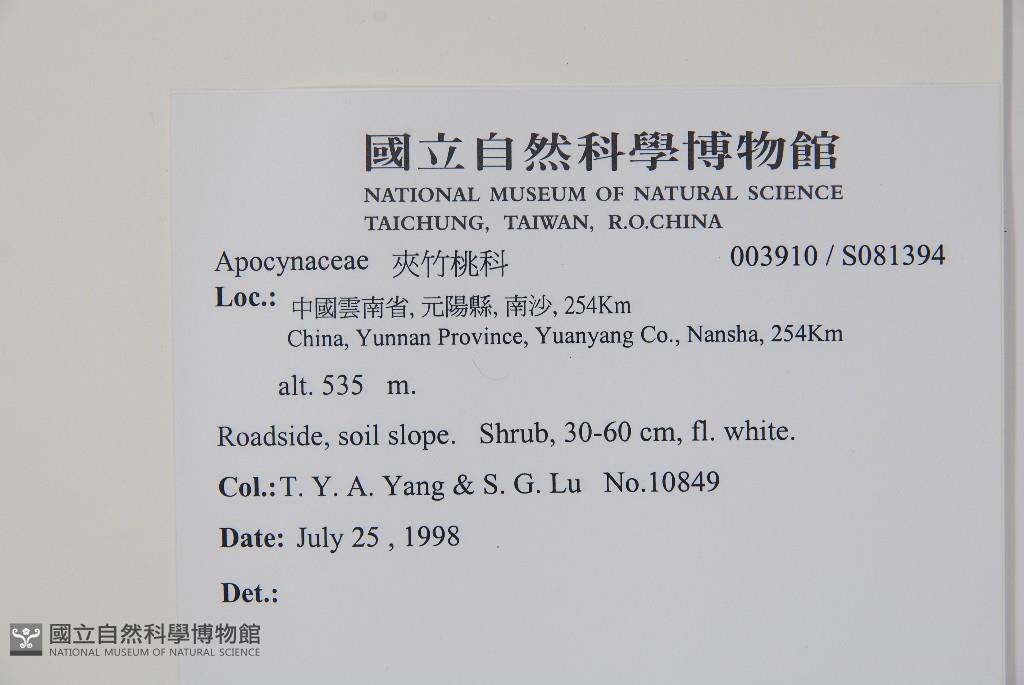 國立自然科學博物館
NATIONAL MUSEUM OF NATURAL SCIENCE
TAICHUNG, TAIWAN, R.O.CHINA
Apocynaceae 夾竹桃科 003910 / S081394
Loc.: 中國雲南省, 元陽縣, 南沙, 254Km
China, Yunnan Province, Yuanyang Co., Nansha, 254Km
alt. 535 m.
Roadside, soil slope. Shrub, 30-60 cm, fl. white.
Col.: T. Y. A. Yang & S. G. Lu No.10849
Date: July 25 , 1998
Det.:
國立自然科學博物館
NATIONAL MUSEUM OF NATURAL SCIENCE